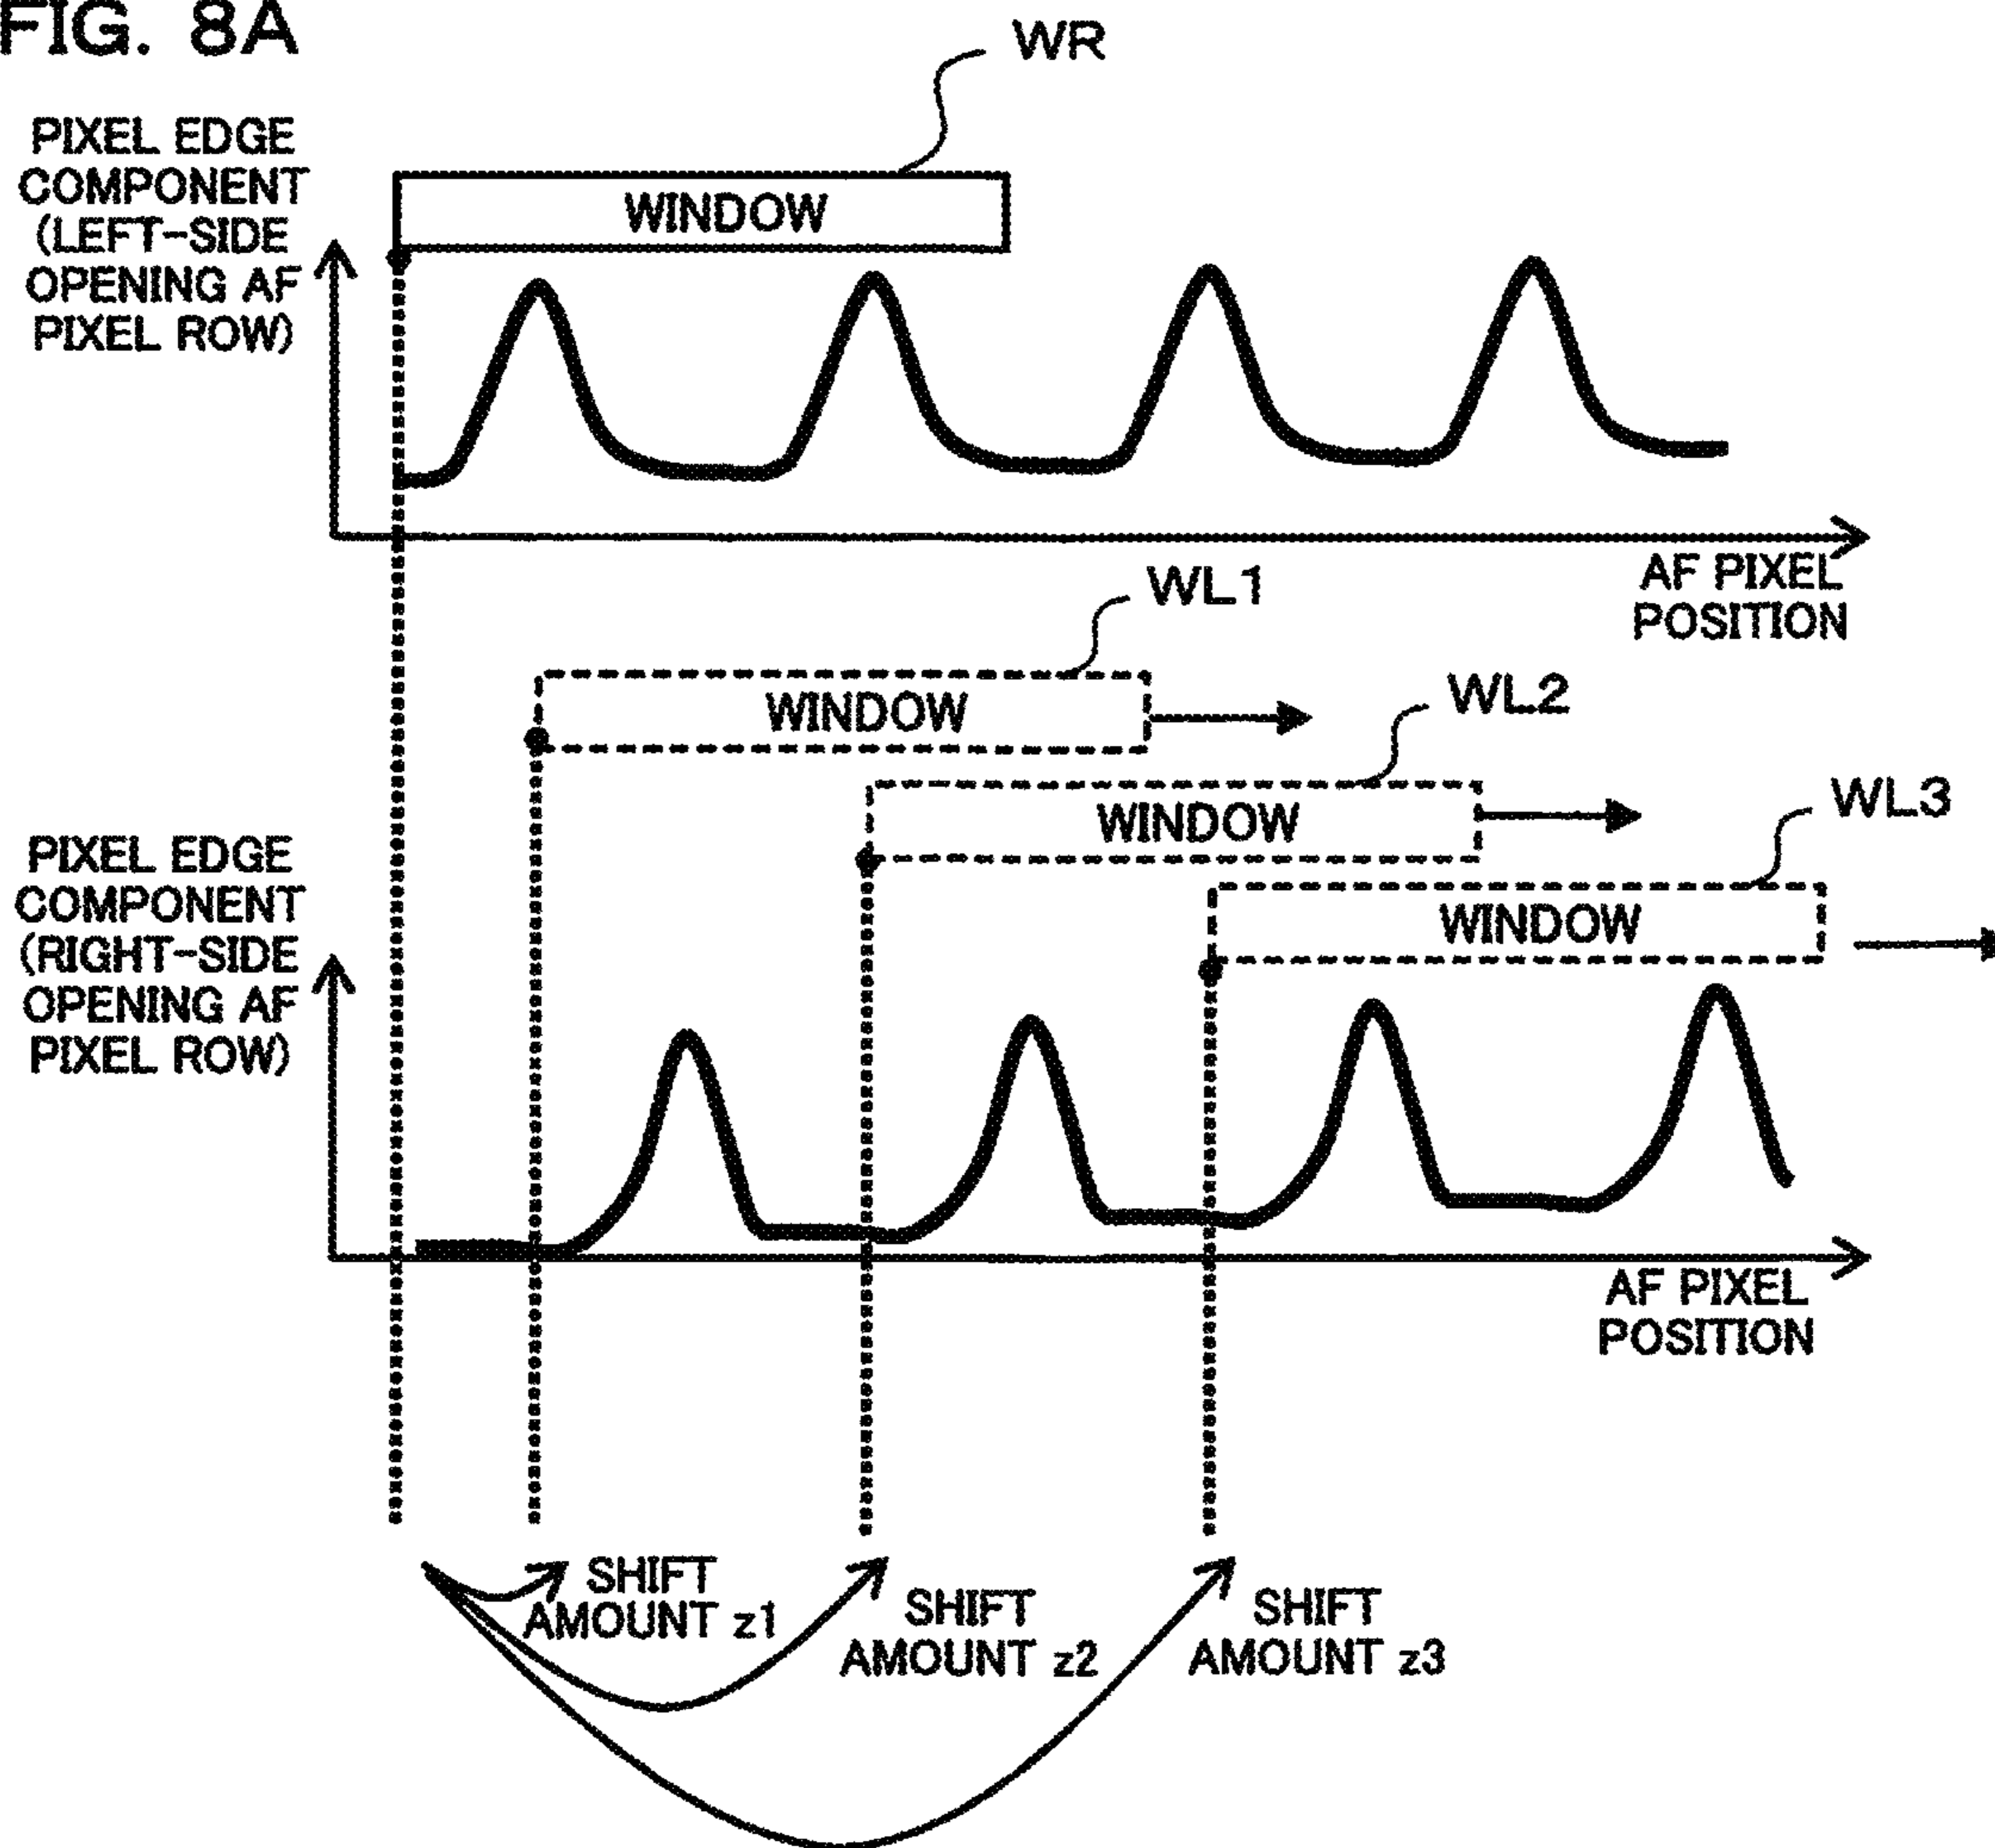 FIG. 8A
WR
PIXEL EDGE
COMPONENT
(LEFT-SIDE
OPENING AF
PIXEL ROW)
WINDOW
AF PIXEL
POSITION
WL1
WINDOW
WL2
WINDOW
WL3
WINDOW
PIXEL EDGE
COMPONENT
(RIGHT-SIDE
OPENING AF
PIXEL ROW)
AF PIXEL
POSITION
SHIFT
AMOUNT z1
SHIFT
AMOUNT z2
SHIFT
AMOUNT z3